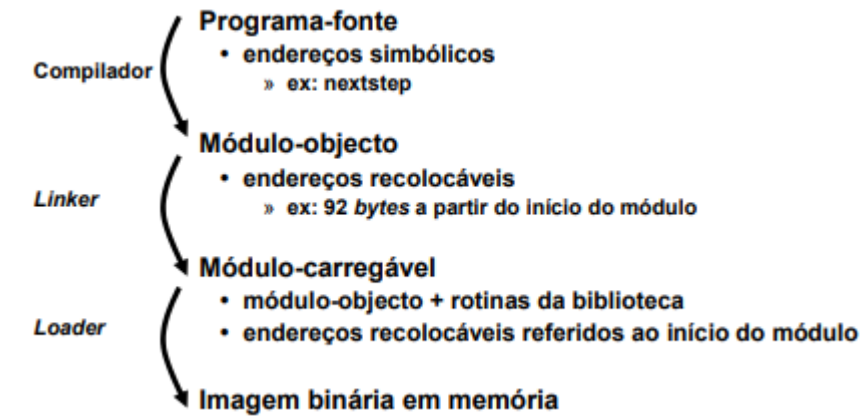 Programa-fonte
• endereços simbólicos
Compilador
» ex: nextstep
Módulo-objecto
• endereços recolocáveis
Linker
» ex: 92 bytes a partir do início do módulo
Módulo-carregável
• módulo-objecto + rotinas da biblioteca
Loader
• endereços recolocáveis referidos ao início do módulo
Imagem binária em memória